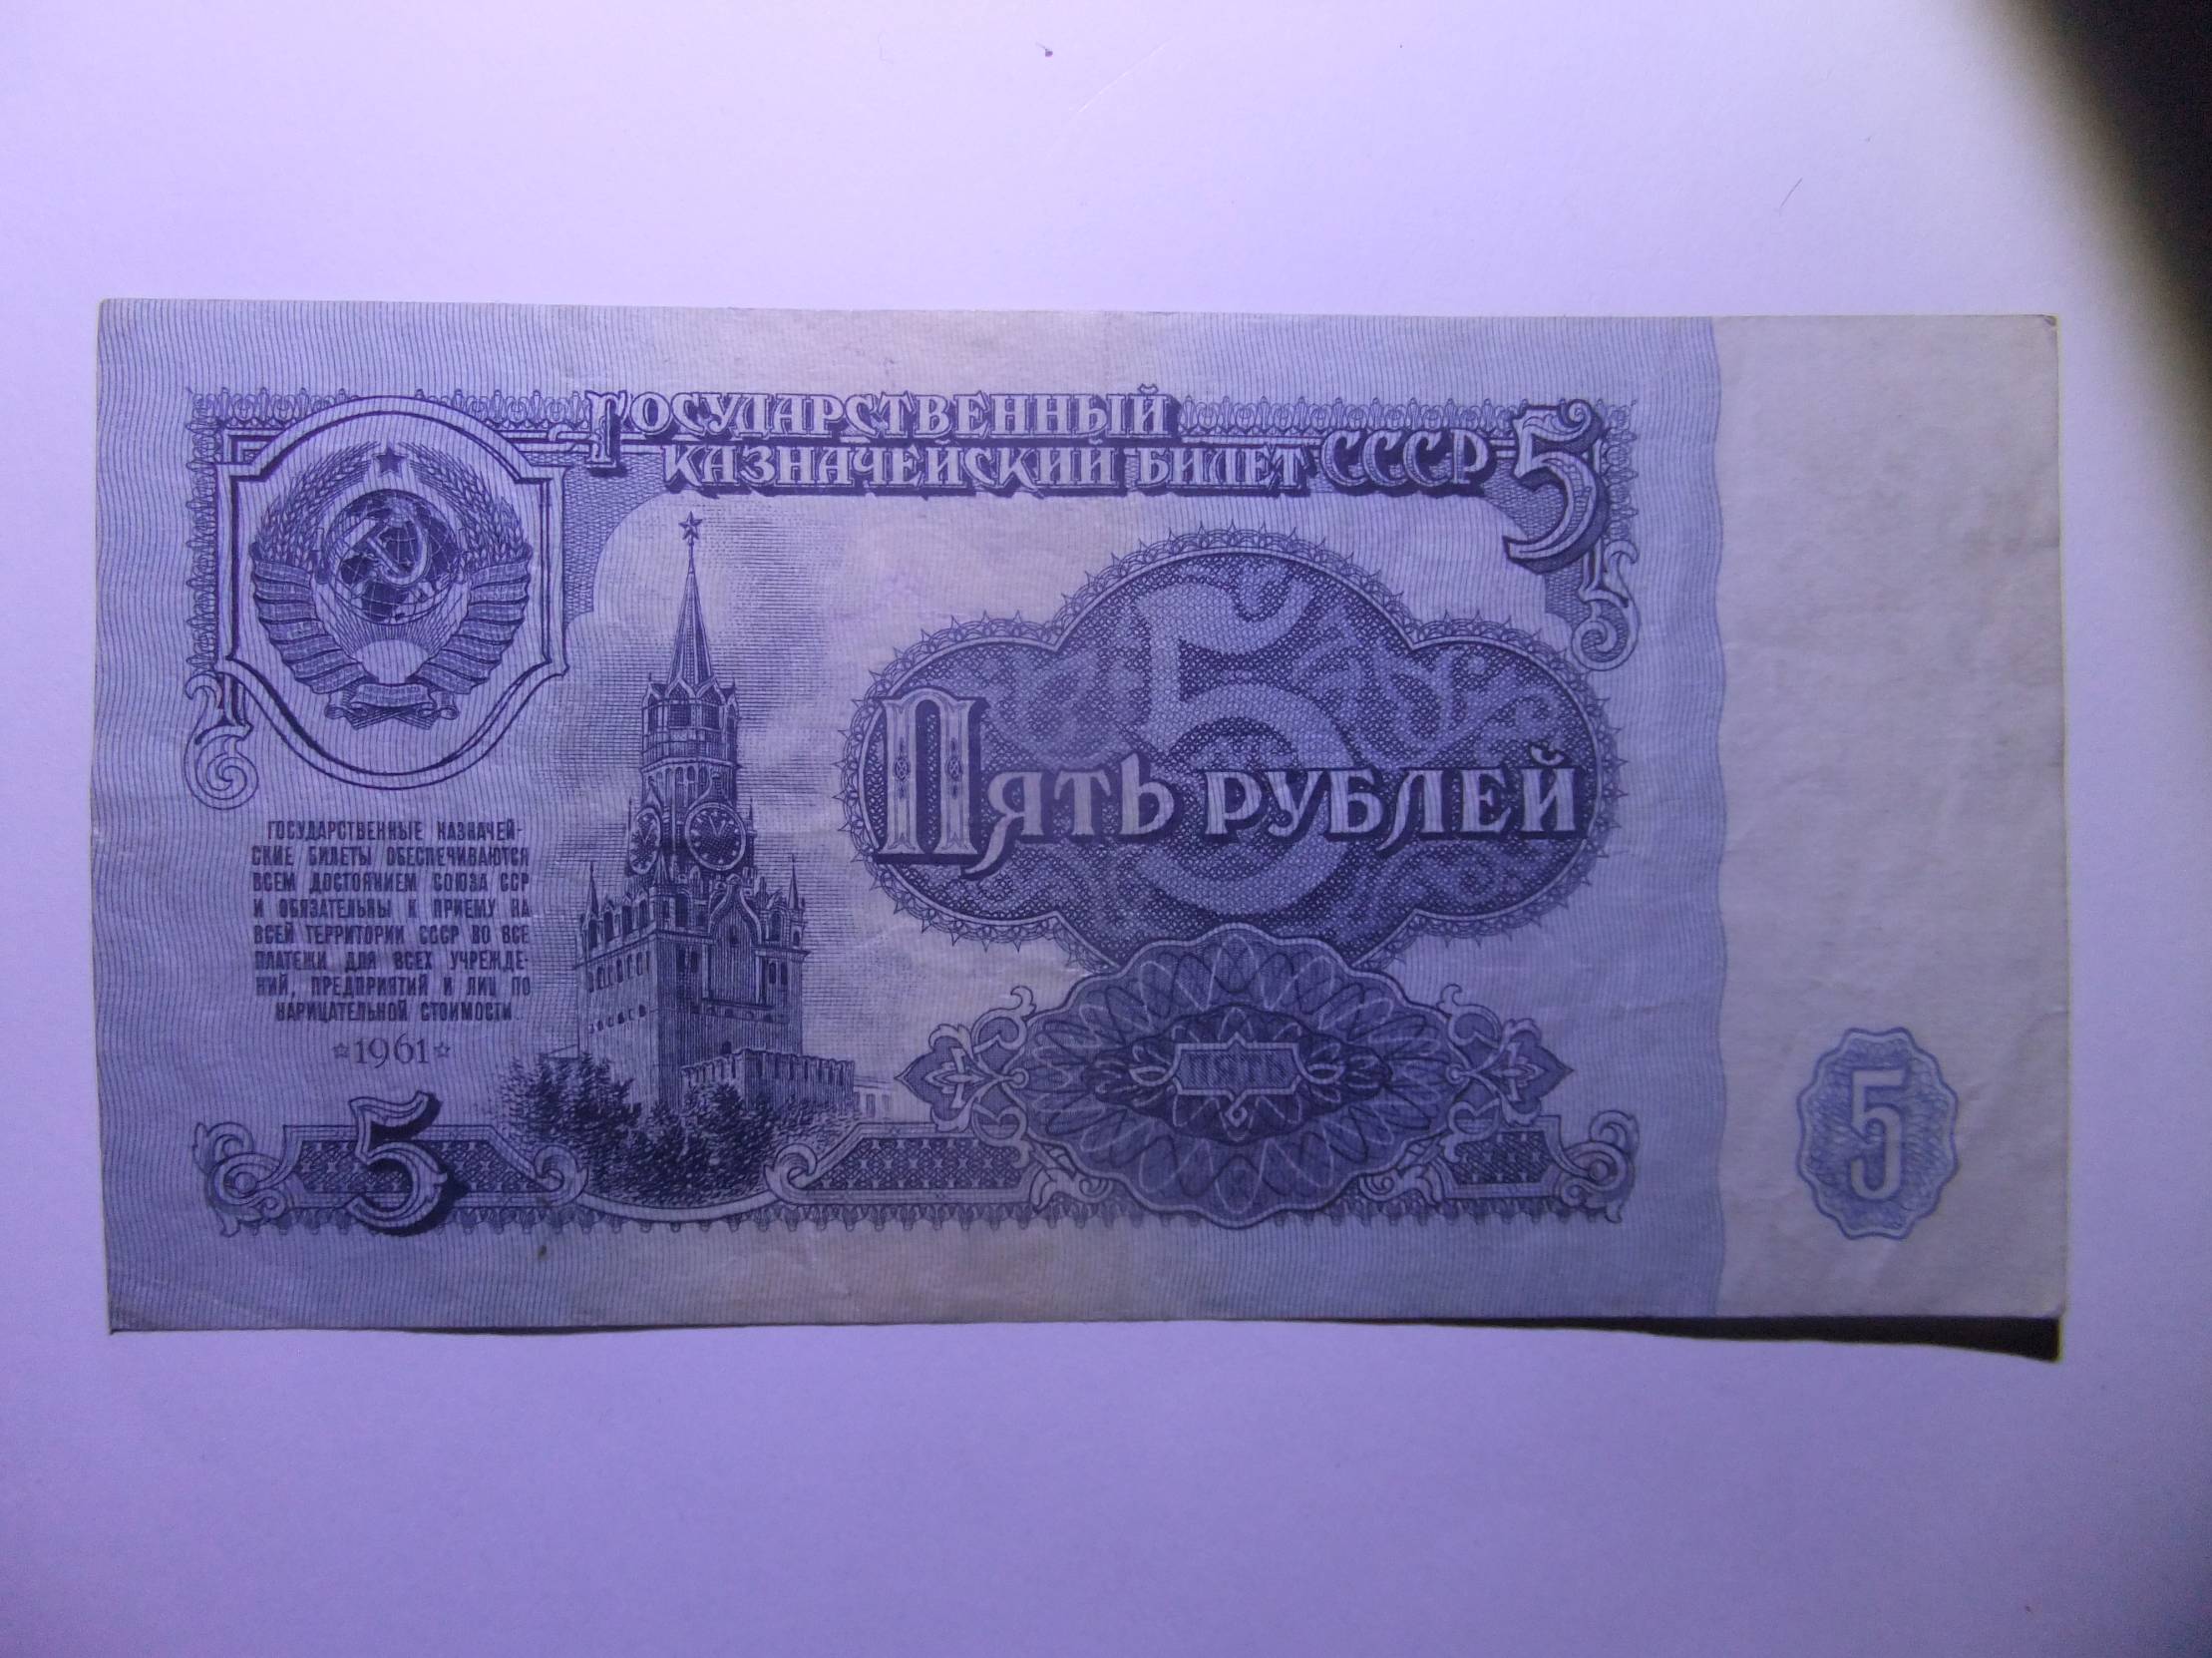 ГОСУДАРСТВЕННЫЙ
КАЗНАЧЕЙСКИЙ БИЛЕТ СССР
5
5
ПЯТЬ РУБЛЕЙ
ГОСУДАРСТВЕННЫЕ КАЗНАЧЕЙ-
СКИЕ БИЛЕТЫ ОБЕСПЕЧИВАЮТСЯ
ВСЕМ ДОСТОЯНИЕМ СОЮЗА ССР
И ОБЯЗАТЕЛЬНЫ К ПРИЕМУ НА
ВСЕЙ ТЕРРИТОРИИ СССР ВО ВСЕ
ПЛАТЕЖИ ДЛЯ ВСЕХ УЧРЕЖДЕ-
НИЙ, ПРЕДПРИЯТИЙ И ЛИЦ ПО
НАРИЦАТЕЛЬНОЙ СТОИМОСТИ.
1961
5
ПЯТЬ
5